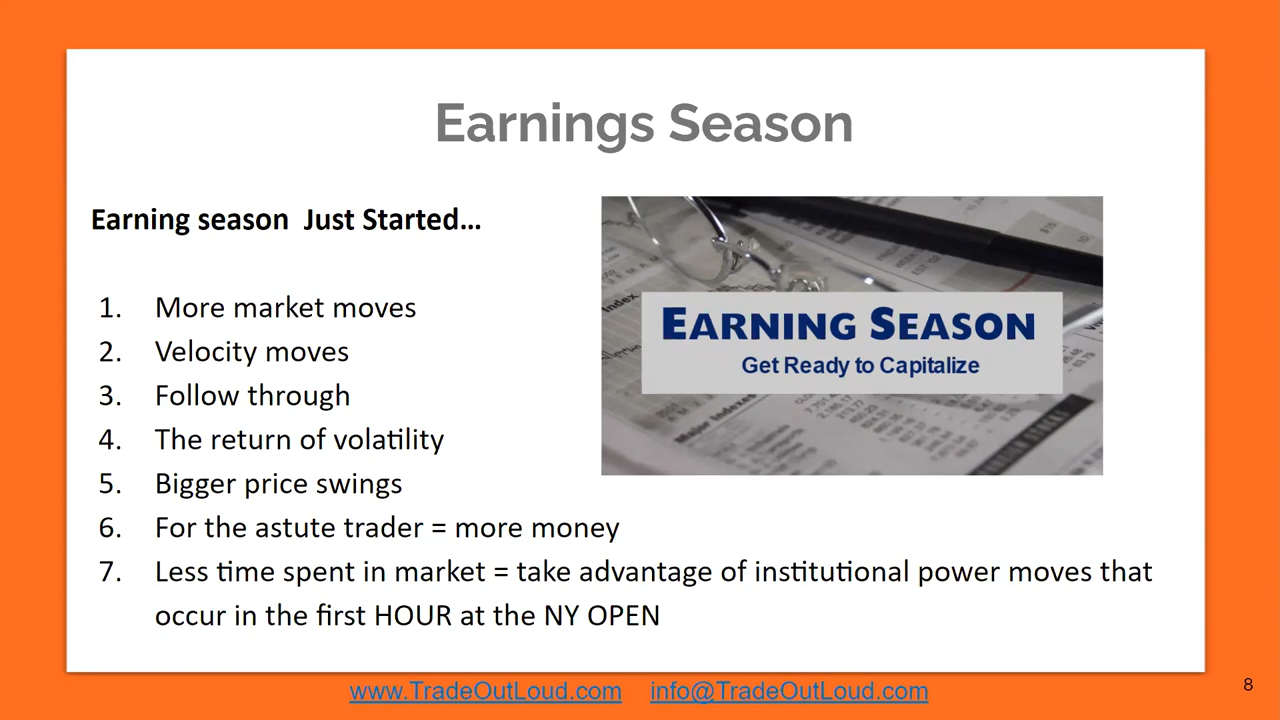 Earnings Season
Earning season Just Started...
1. More market moves
2. Velocity moves
3. Follow through
4. The return of volatility
5. Bigger price swings
6. For the astute trader = more money
7. Less time spent in market = take advantage of institutional power moves that
occur in the first HOUR at the NY OPEN
Index
EARNING SEASON
Get Ready to Capitalize
Major Indexes
www.TradeOutLoud.com info@TradeOutLoud.com
8